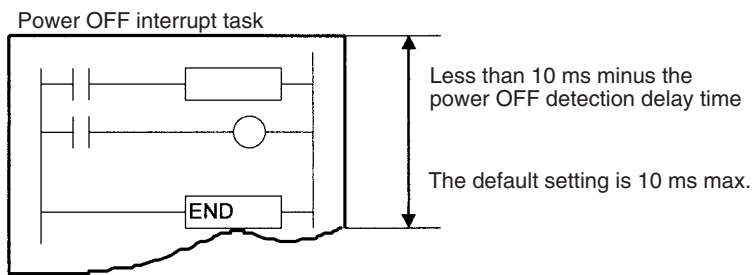 Power OFF interrupt task
Less than 10 ms minus the
power OFF detection delay time
The default setting is 10 ms max.
END